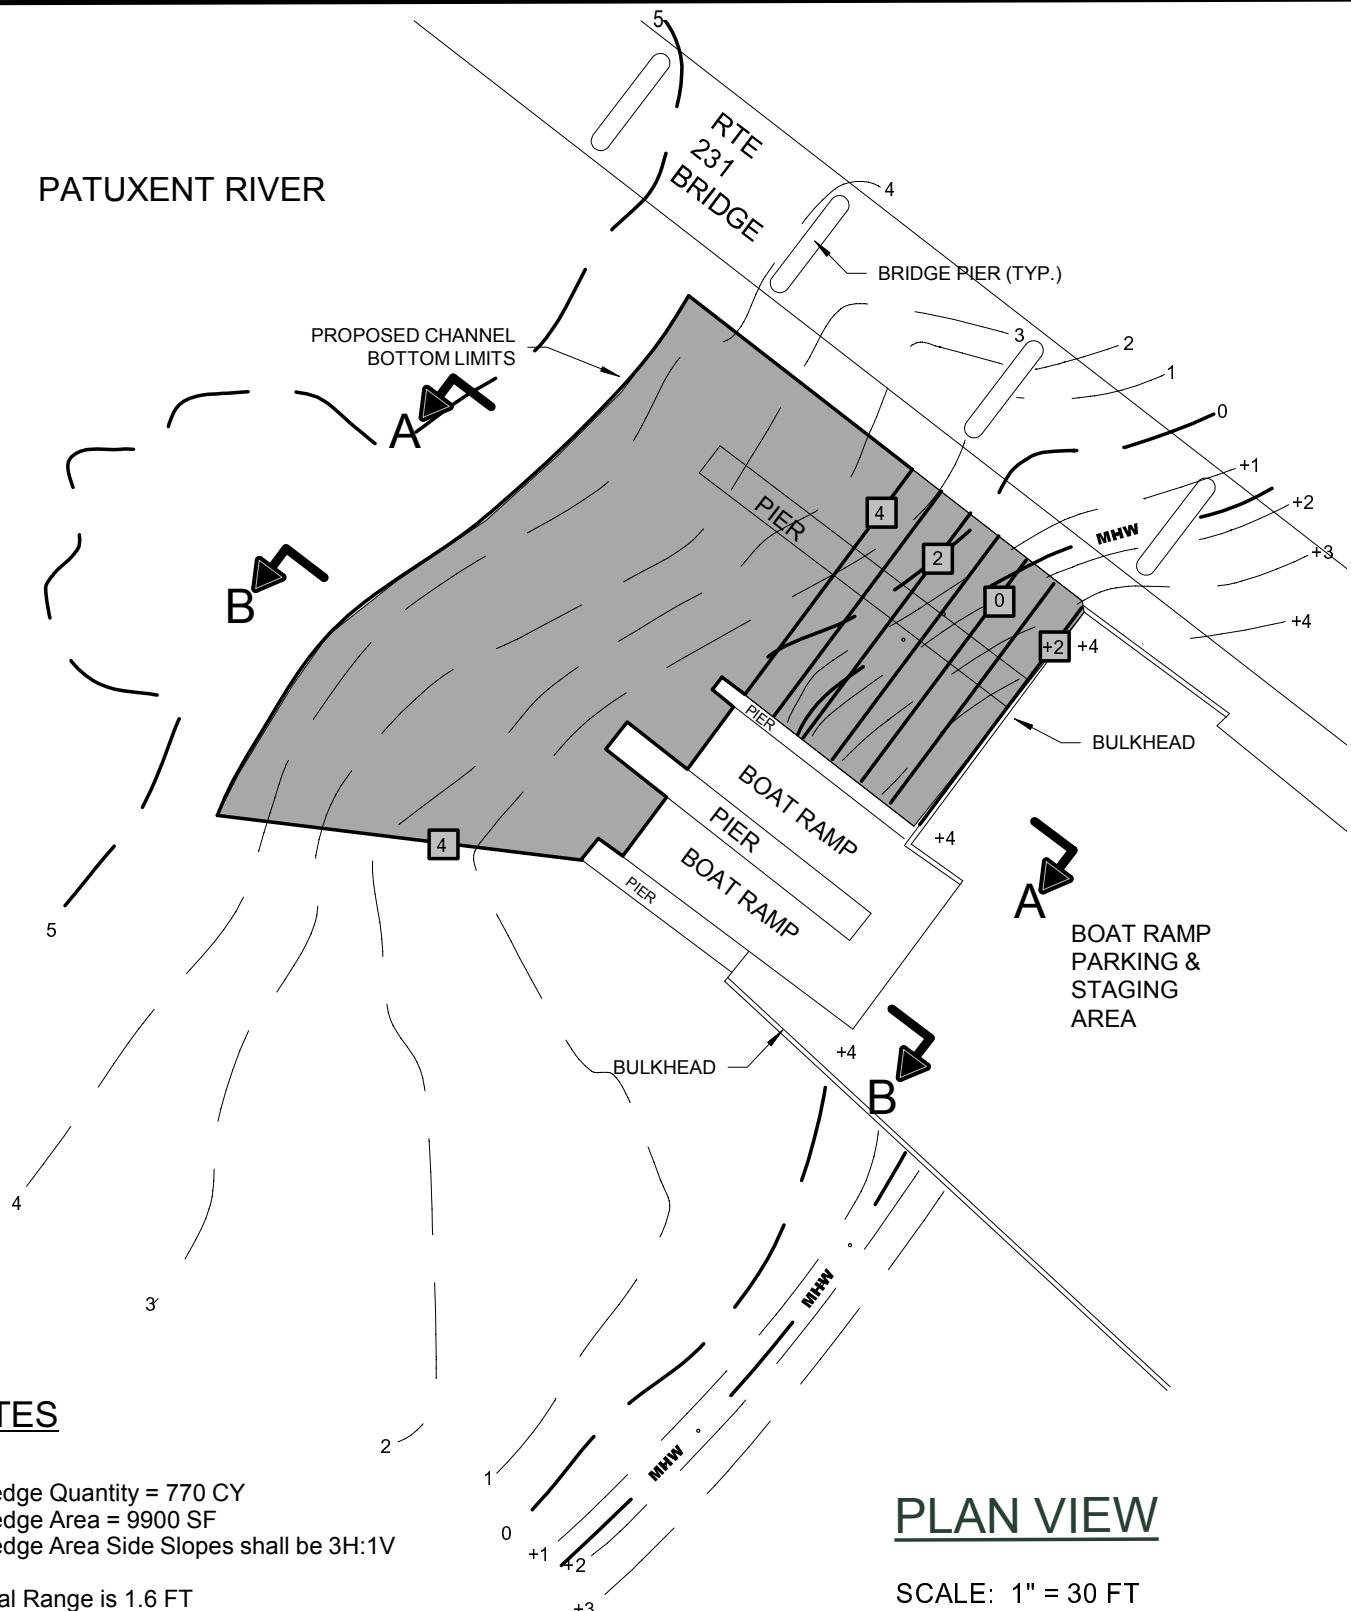 5
RTE
231
BRIDGE
PATUXENT RIVER
4
BRIDGE PIER (TYP.)
PROPOSED CHANNEL
BOTTOM LIMITS
3
2
1
0
A
+1
+2
PIER
4
MHW
+3
2
B
0
+4
+2
+4
PIER
BULKHEAD
BOAT RAMP
PIER
+4
4
BOAT RAMP
PIER
A
5
BOAT RAMP
PARKING &
STAGING
AREA
+4
BULKHEAD
B
4
MHW
3
TES
2
MHW
1
edge Quantity = 770 CY
edge Area = 9900 SF
edge Area Side Slopes shall be 3H:1V
al Range is 1.6 FT
0
+1
+2
+3
PLAN VIEW
SCALE: 1" = 30 FT